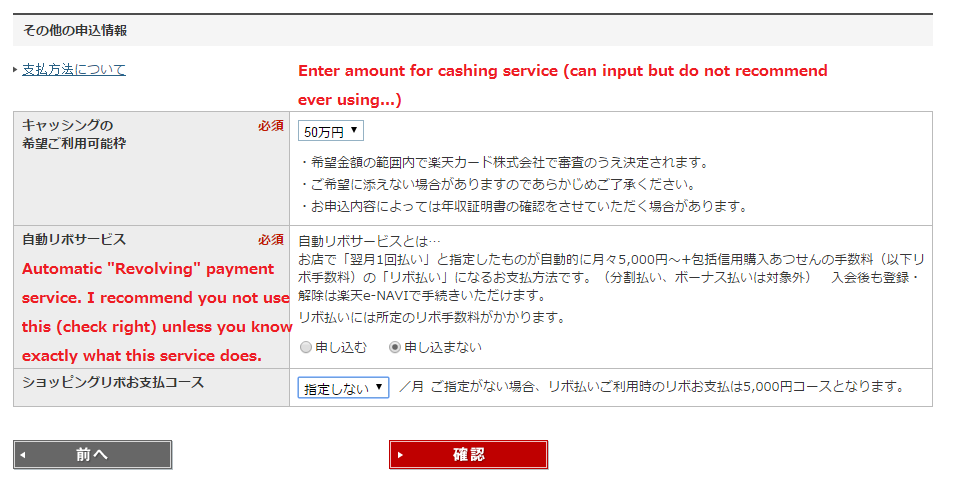 その他の申込情報
支払方法について
Enter amount for cashing service (can input but do not recommend
ever using...)
キャッシングの
希望ご利用可能枠
必須
50万円
・希望金額の範囲内で楽天カード株式会社で審査のうえ決定されます。
・ご希望に添えない場合がありますのであらかじめご了承ください。
・お申込内容によっては年収証明書の確認をさせていただく場合があります。
自動リボサービス
必須
Automatic "Revolving" payment
service. I recommend you not use
this (check right) unless you know
exactly what this service does.
自動リボサービスとは…
お店で「翌月1回払い」と指定したものが自動的に月々5,000円～+包括信用購入あつせんの手数料（以下リ
ボ手数料）の「リボ払い」になるお支払方法です。（分割払い、ボーナス払いは対象外）　入会後も登録・
解除は楽天e-NAVIで手続きいただけます。
リボ払いには所定のリボ手数料がかかります。
申し込む
申し込まない
ショッピングリボお支払コース
指定しない
／月 ご指定がない場合、リボ払いご利用時のリボお支払は5,000円コースとなります。
前へ
確認